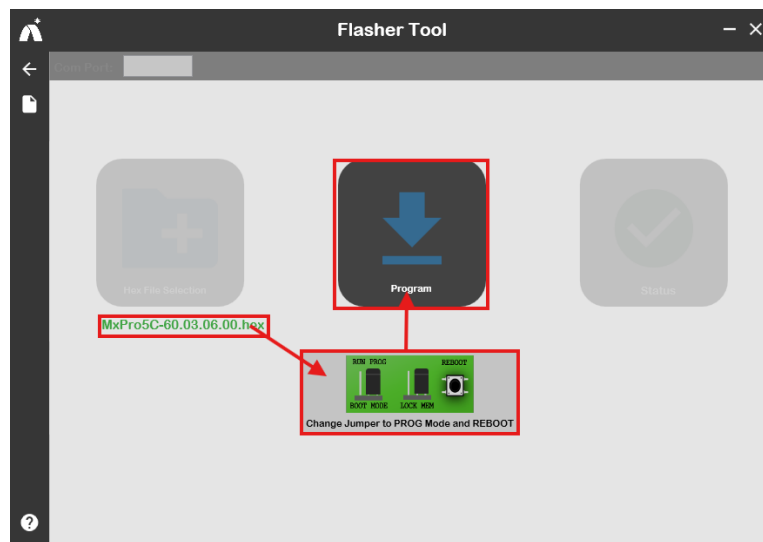 Flasher Tool
Com Port:
Hex File Selection
Program
Status
MxPro5C-60.03.06.00.hex
RUN PROG
REBOOT
BOOT MODE
LOCK MEM
Change Jumper to PROG Mode and REBOOT